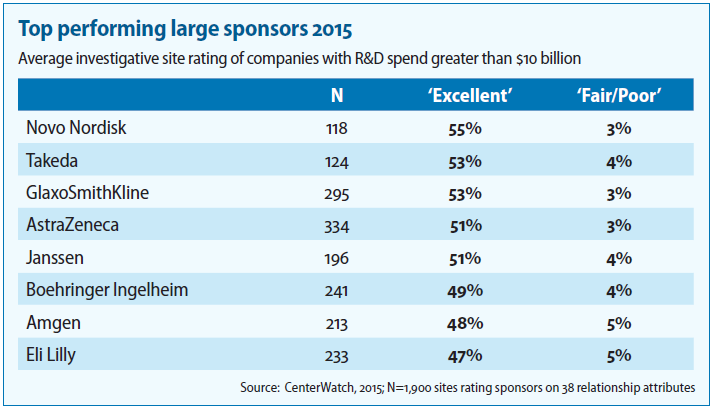 Top performing large sponsors 2015
Average investigative site rating of companies with R&D spend greater than $10 billion
N ‘Excellent’ ‘Fair/Poor’
Novo Nordisk 118 55% 3%
Takeda 124 53% 4%
GlaxoSmithKline 295 53% 3%
AstraZeneca 334 51% 3%
Janssen 196 51% 4%
Boehringer Ingelheim 241 49% 4%
Amgen 213 48% 5%
Eli Lilly 233 47% 5%
Source: CenterWatch, 2015; N=1,900 sites rating sponsors on 38 relationship attributes